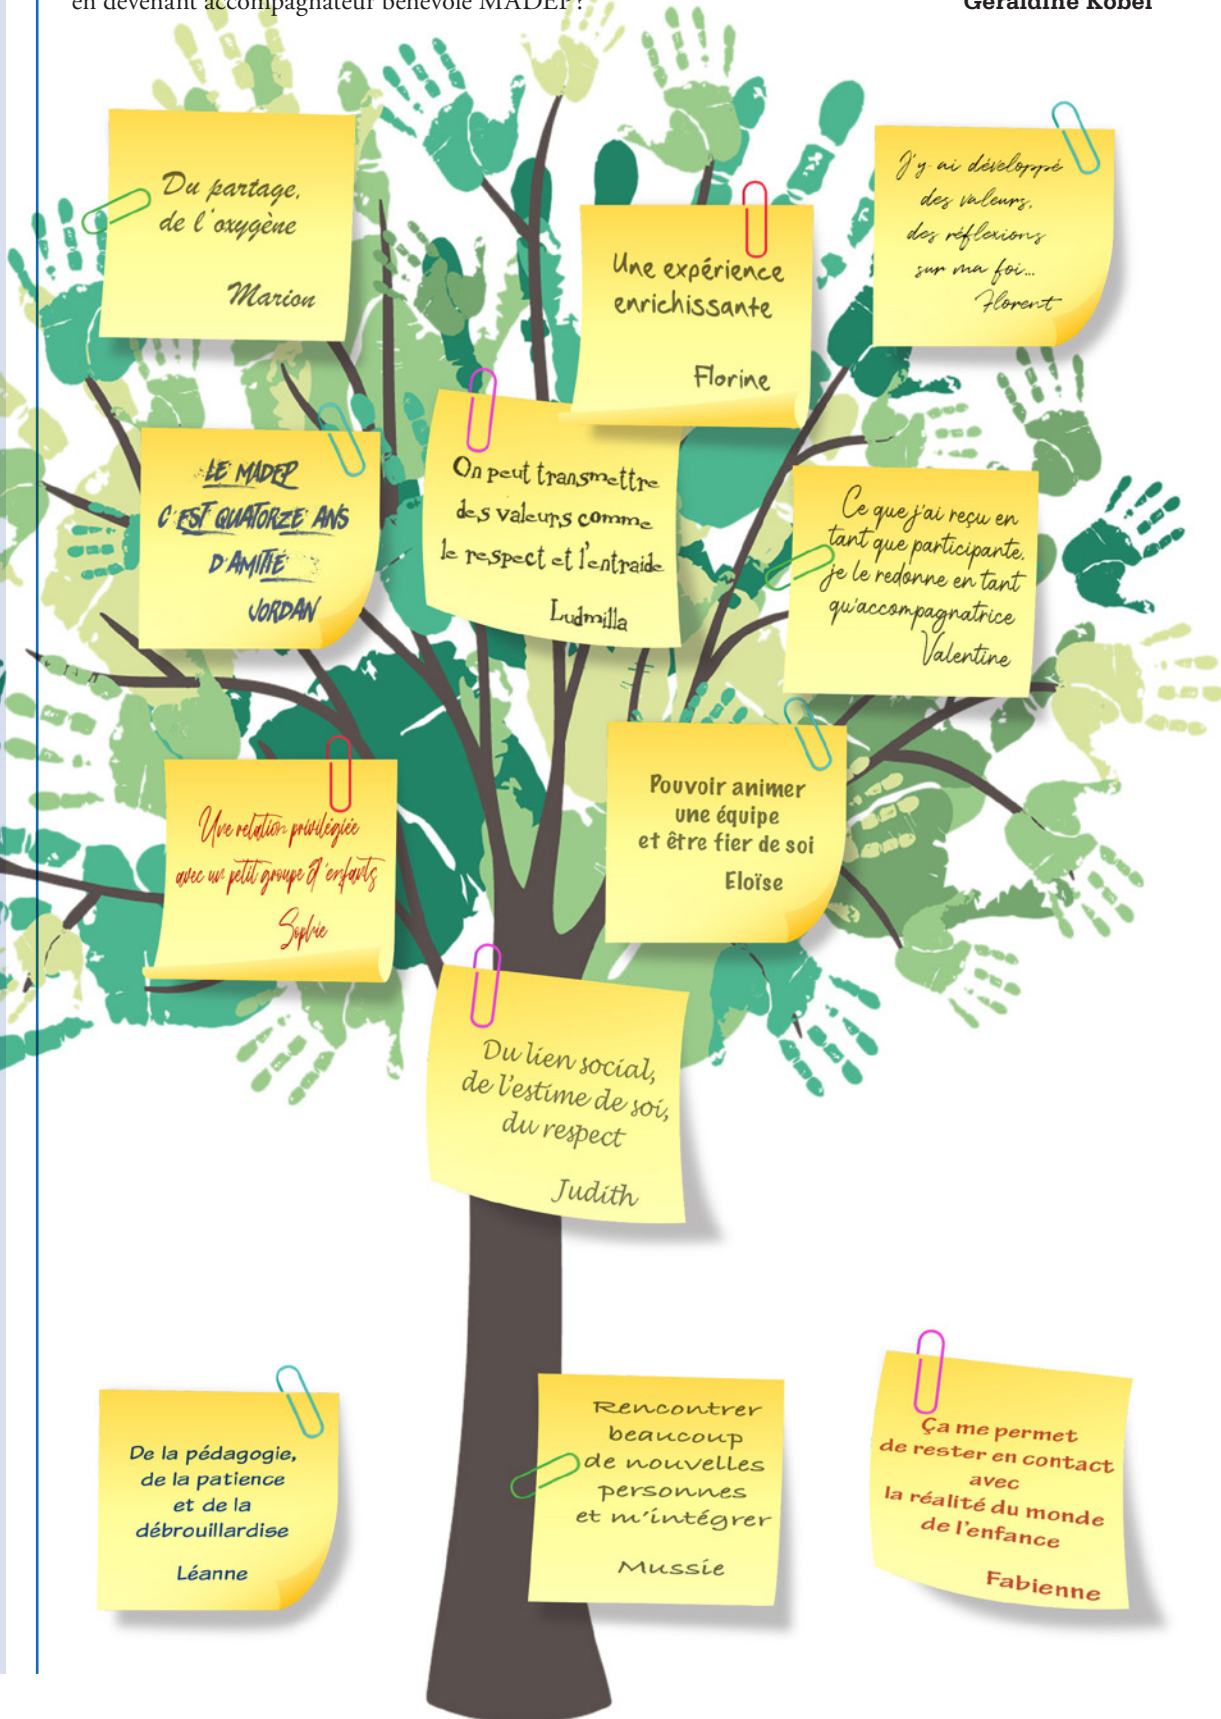 en devenant accompagnateur bénévole MADEP?
Géraldine Kobel
Du partage,
de l'oxygène
Marion
Une expérience
enrichissante
Florine
J'y ai développé
des valeurs,
des réflexions
sur ma foi...
Florent
LE MADEP
C'EST QUATORZE ANS
D'AMITIÉ
JORDAN
On peut transmettre
des valeurs comme
le respect et l'entraide
Ludmilla
Ce que j'ai reçu en
tant que participante,
je le redonne en tant
qu'accompagnatrice
Valentine
Une relation privilégiée
avec un petit groupe d'enfants
Sophie
Pouvoir animer
une équipe
et être fier de soi
Eloïse
Du lien social,
de l'estime de soi,
du respect
Judith
De la pédagogie,
de la patience
et de la
débrouillardise
Léanne
Rencontrer
beaucoup
de nouvelles
personnes
et m'intégrer
Mussie
Ça me permet
de rester en contact
avec
la réalité du monde
de l'enfance
Fabienne